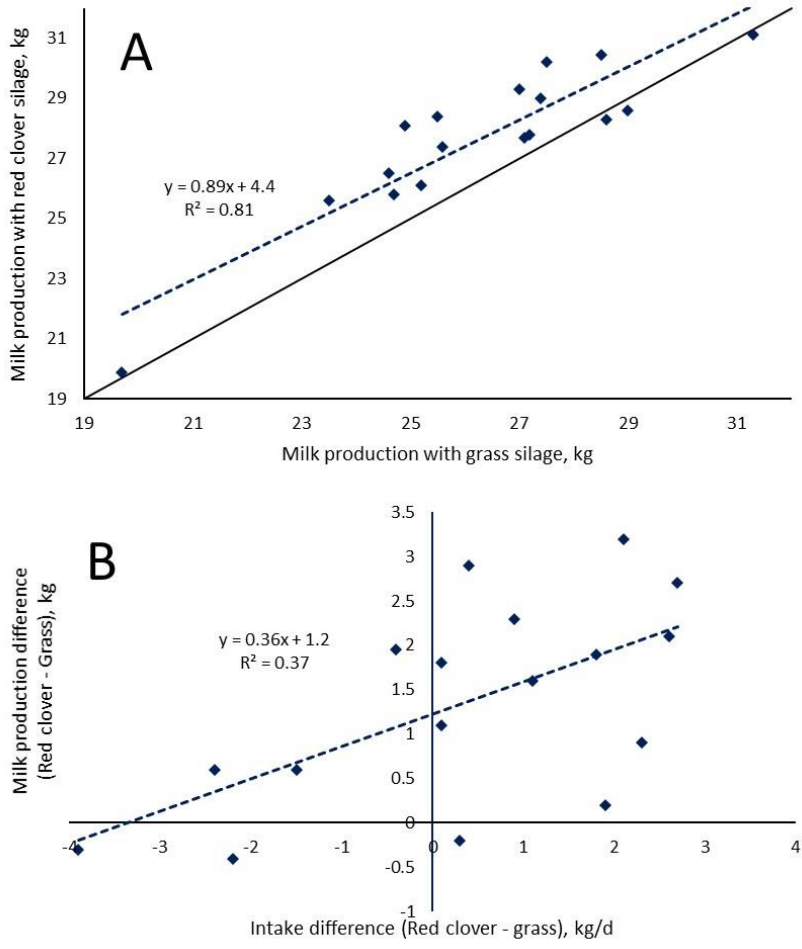 A
Milk production with red clover silage, kg
31
29
27
25
23
21
19
y = 0.89x + 4.4
R² = 0.81
19 21 23 25 27 29 31
Milk production with grass silage, kg
B
Milk production difference
(Red clover - Grass), kg
3.5
3
2.5
2
1.5
1
0.5
0
-0.5
-1
y = 0.36x + 1.2
R² = 0.37
-4 -3 -2 -1 0 1 2 3 4
Intake difference (Red clover - grass), kg/d